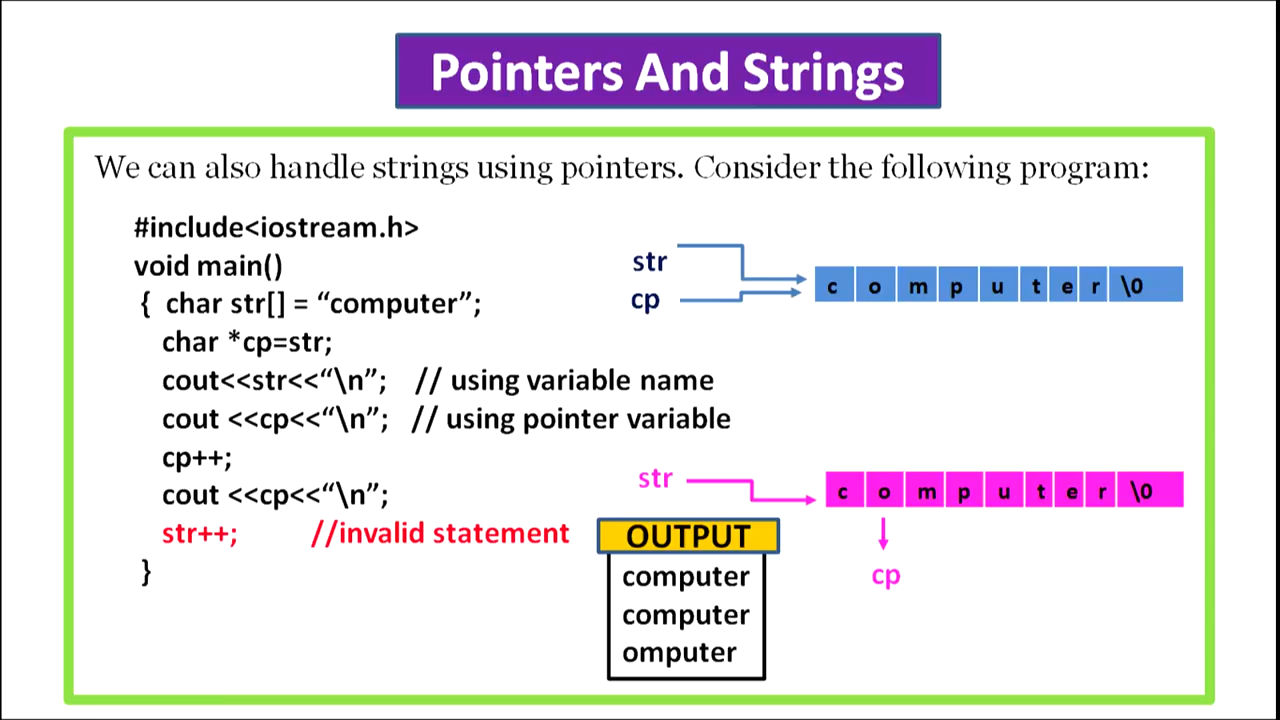 Pointers And Strings
We can also handle strings using pointers. Consider the following program:
#include<iostream.h>
void main()
{ char str[] = “computer”;
char *cp=str;
cout<<str<<“\n”; // using variable name
cout <<cp<<“\n”; // using pointer variable
cp++;
cout <<cp<<“\n”;
str++; //invalid statement
}
str
cp
c o m p u t e r \0
str
c o m p u t e r \0
cp
OUTPUT
computer
computer
omputer